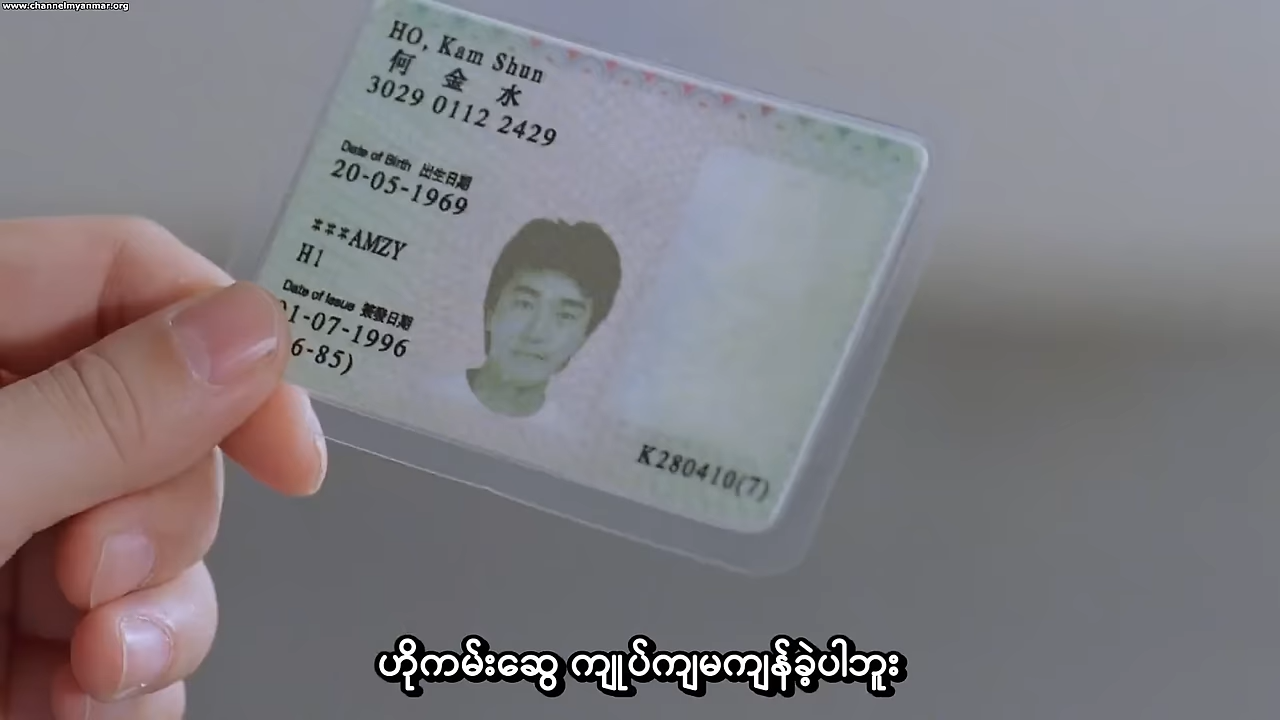 www.channelmyanmar.org
HO, Kam Shun
何 金 水
3029 0112 2429
Date of Birth 出生日期
20-05-1969
***AMZY
H1
Date of Issue 簽發日期
01-07-1996
6-85)
K280410(7)
ဟိုကမ်းဆွေ ကျုပ်ကျမကျန်ခဲ့ပါဘူး